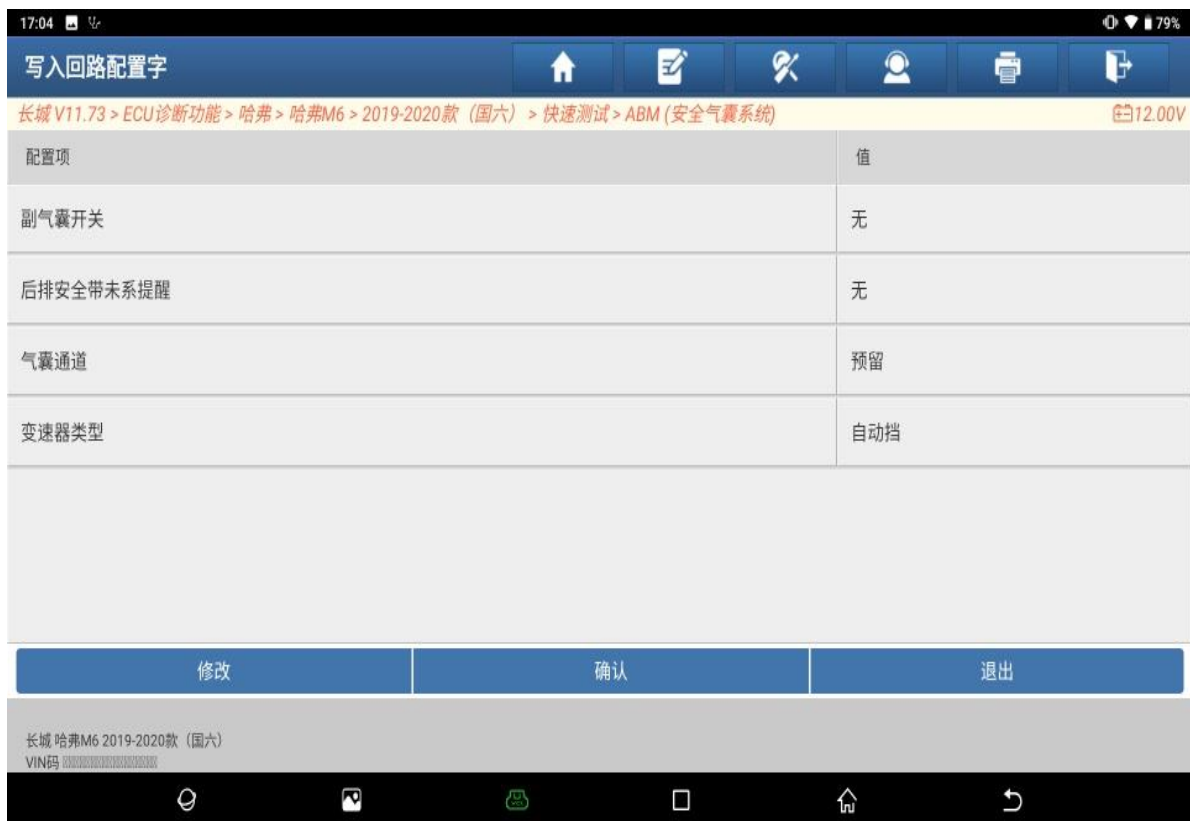 17:04
79%
写入回路配置字
长城 V11.73 > ECU诊断功能 > 哈弗 > 哈弗M6 > 2019-2020款（国六） > 快速测试 > ABM (安全气囊系统)
12.00V
配置项
值
副气囊开关
无
后排安全带未系提醒
无
气囊通道
预留
变速器类型
自动挡
修改
确认
退出
长城 哈弗M6 2019-2020款（国六）
VIN码
VCI